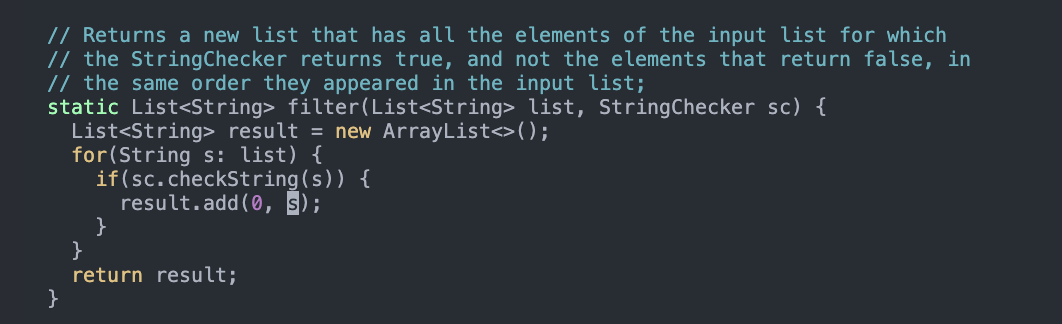 // Returns a new list that has all the elements of the input list for which
// the StringChecker returns true, and not the elements that return false, in
// the same order they appeared in the input list;
static List<String> filter(List<String> list, StringChecker sc) {
  List<String> result = new ArrayList<>();
  for(String s: list) {
    if(sc.checkString(s)) {
      result.add(0, s);
    }
  }
  return result;
}